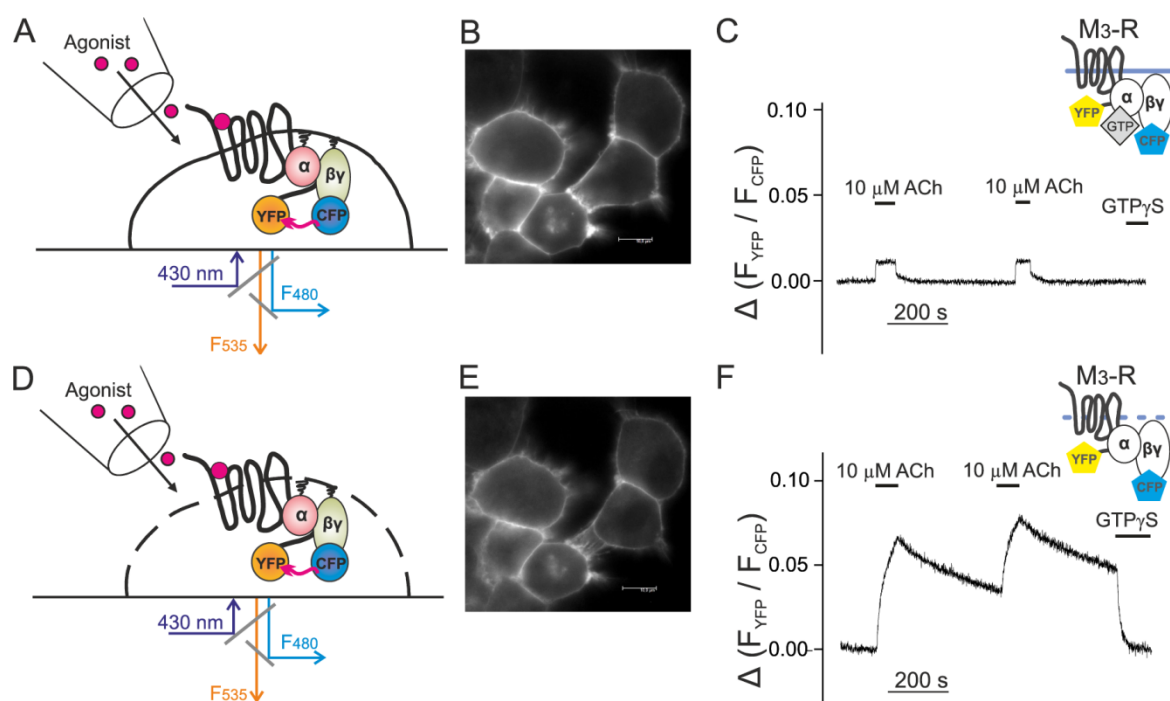 A
Agonist
α
βγ
YFP
CFP
430 nm
F480
F535
B
C
M3-R
α
βγ
YFP
GTP
CFP
Δ (FYFP / FCFP)
0.10
0.05
0.00
10 μM ACh
10 μM ACh
GTPγS
200 s
D
Agonist
α
βγ
YFP
CFP
430 nm
F480
F535
E
F
M3-R
α
βγ
YFP
CFP
Δ (FYFP / FCFP)
0.10
0.05
0.00
10 μM ACh
10 μM ACh
GTPγS
200 s